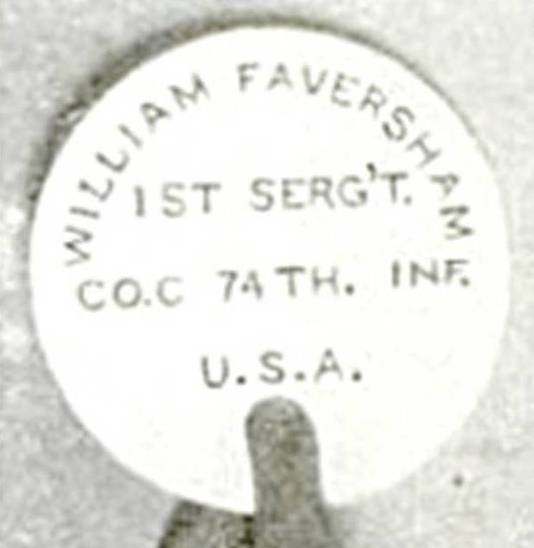 WILLIAM FAVERSHAM
1ST SERG'T.
CO.C 74TH. INF.
U.S.A.